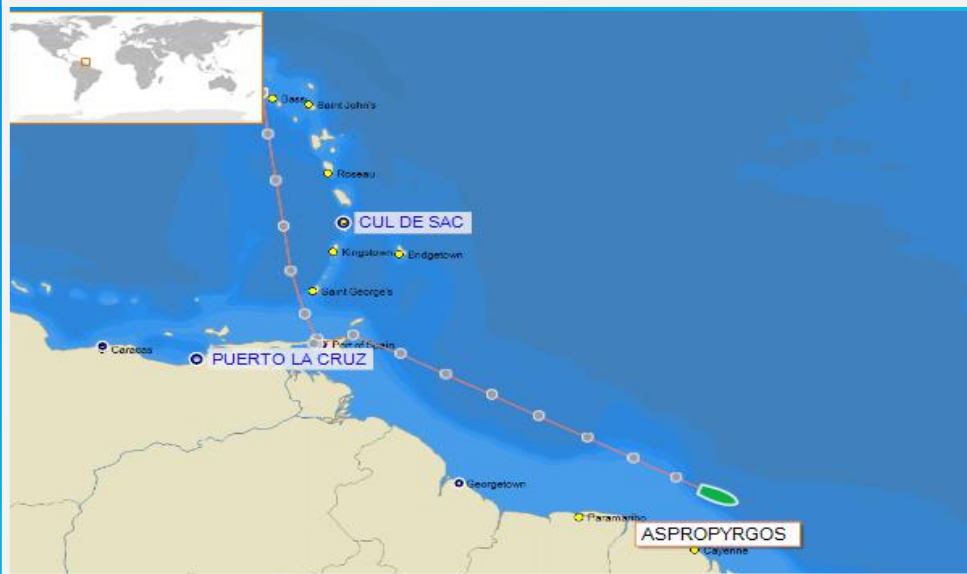 Bass
Saint John's
Roseau
CUL DE SAC
Kingstown
Bridgetown
Saint George's
Port of Spain
Caracas
PUERTO LA CRUZ
Georgetown
Paramaribo
ASPROPYRGOS
Cayenne